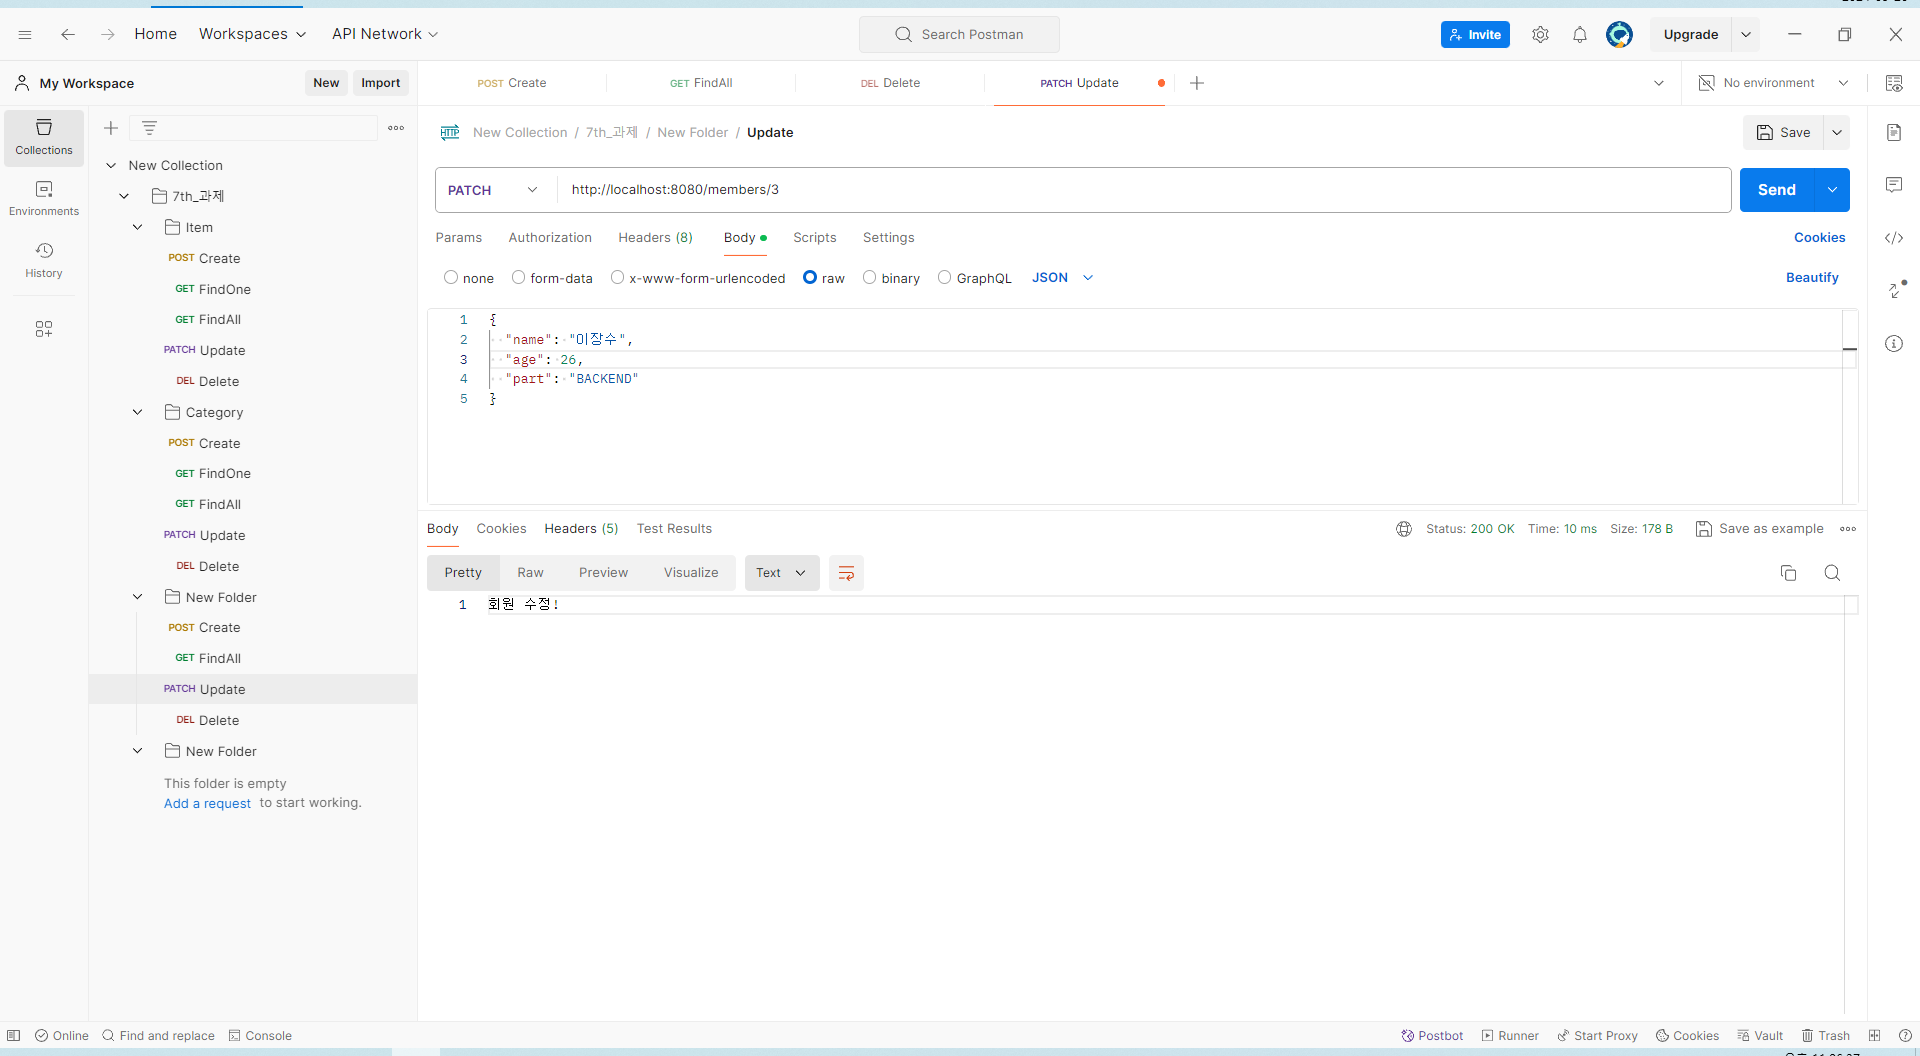 Home Workspaces API Network Search Postman Invite Upgrade
My Workspace New Import POST Create GET FindAll DEL Delete PATCH Update No environment
Collections
Environments
History
New Collection
7th_과제
Item
POST Create
GET FindOne
GET FindAll
PATCH Update
DEL Delete
Category
POST Create
GET FindOne
GET FindAll
PATCH Update
DEL Delete
New Folder
POST Create
GET FindAll
PATCH Update
DEL Delete
New Folder
This folder is empty
Add a request to start working.
HTTP New Collection / 7th_과제 / New Folder / Update Save
PATCH http://localhost:8080/members/3 Send
Params Authorization Headers (8) Body Scripts Settings Cookies
none form-data x-www-form-urlencoded raw binary GraphQL JSON Beautify
1 {
2 "name": "이장수",
3 "age": 26,
4 "part": "BACKEND"
5 }
Body Cookies Headers (5) Test Results Status: 200 OK Time: 10 ms Size: 178 B Save as example
Pretty Raw Preview Visualize Text
1 회원 수정!
Online Find and replace Console Postbot Runner Start Proxy Cookies Vault Trash